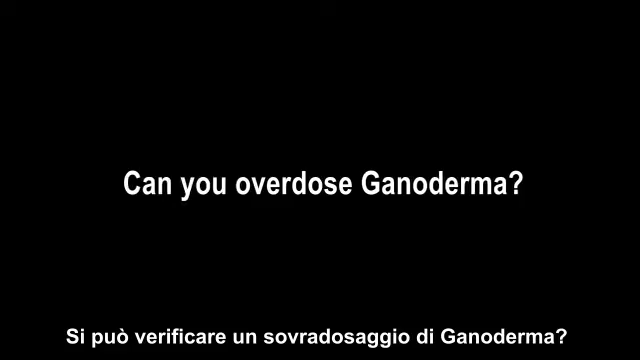 Can you overdose Ganoderma?
Si può verificare un sovradosaggio di Ganoderma?